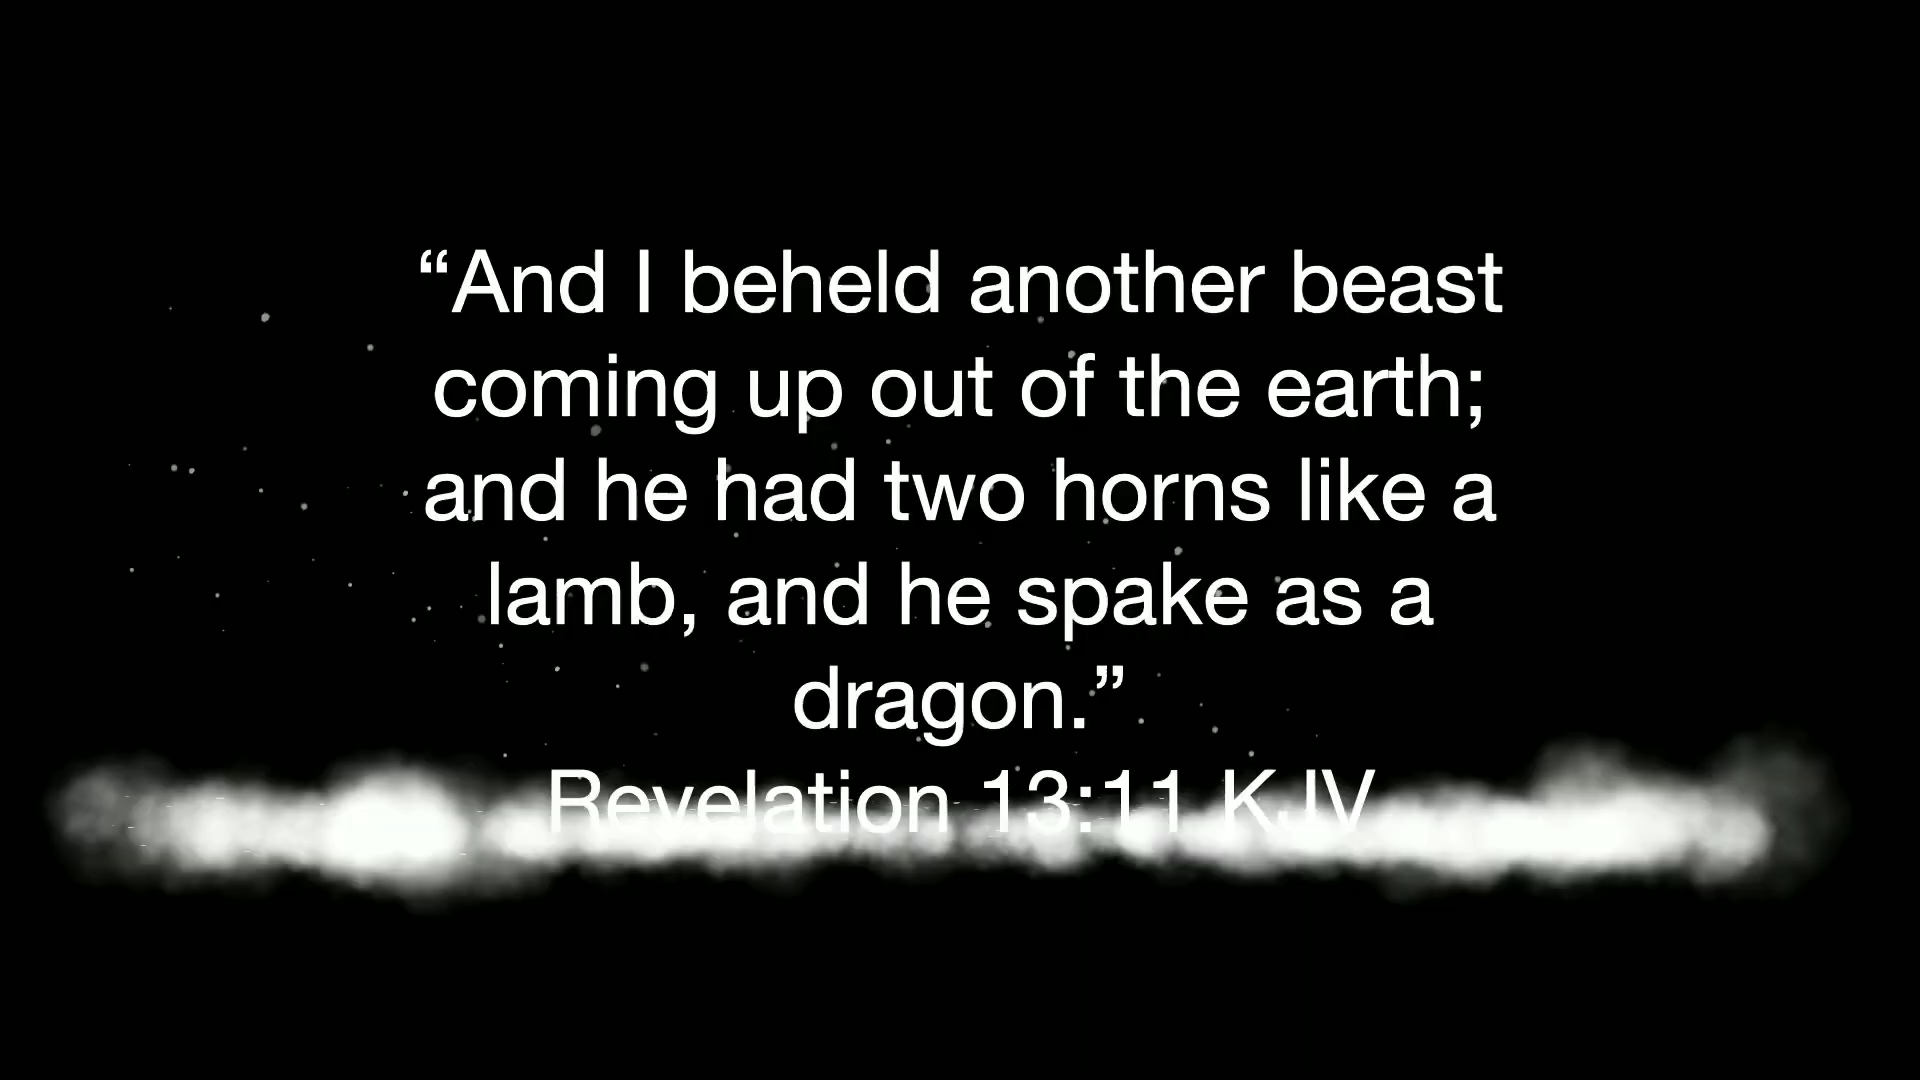 “And I beheld another beast
coming up out of the earth;
and he had two horns like a
lamb, and he spake as a
dragon.”
Revelation 13:11 KJV